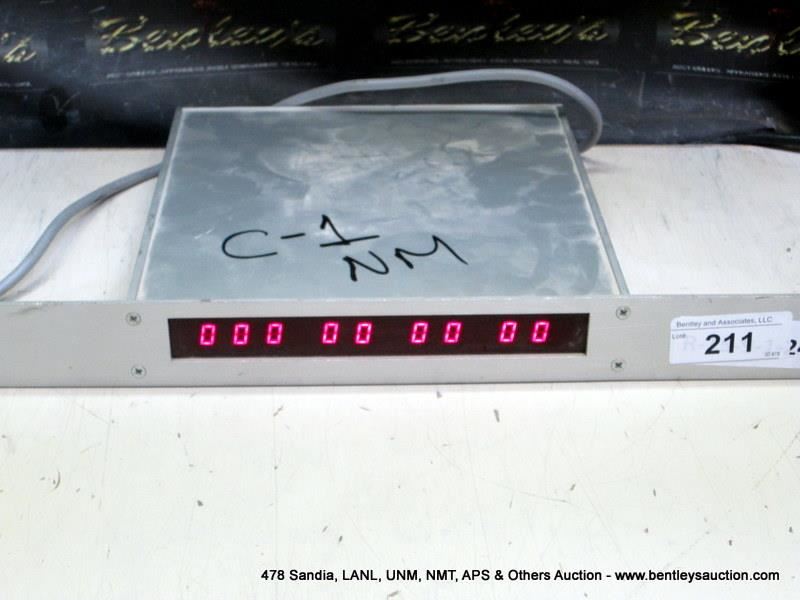 Bentley's Bentley's Bentley's
C-1
NM
000 00 00 00
Bentley and Associates, LLC
Lot#:
211
478 Sandia, LANL, UNM, NMT, APS & Others Auction - www.bentleysauction.com